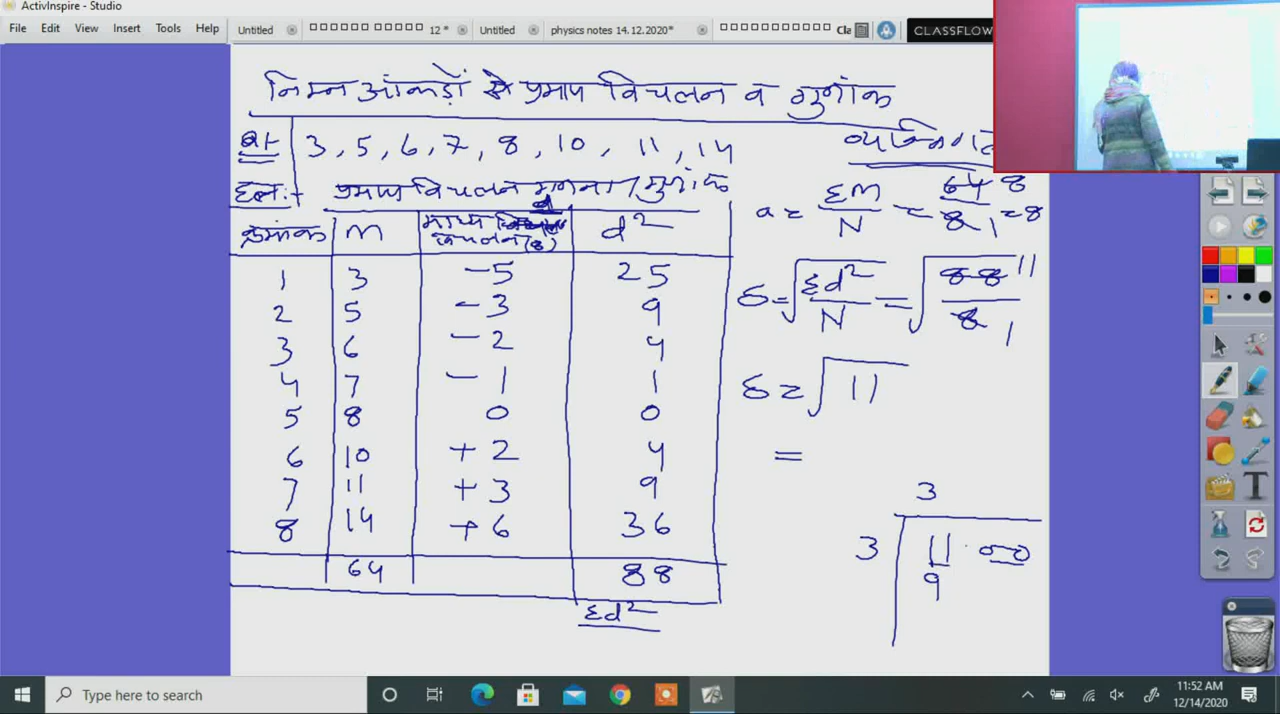 ActivInspire - Studio
File Edit View Insert Tools Help Untitled 12 * Untitled physics notes 14.12.2020* Cla CLASSFLOW
निम्न आंकड़ों से प्रमाप विचलन व गुणांक
3, 5, 6, 7, 8, 10, 11, 14
हल:- प्रमाप विचलन गणना / गुणांक
क्रमांक m माध्य विचलन (8) d d²
1 3 -5 25
2 5 -3 9
3 6 -2 4
4 7 -1 1
5 8 0 0
6 10 +2 4
7 11 +3 9
8 14 +6 36
64 88
Σd²
a = Σm/N = 64/8 = 8
σ = √Σd²/N = √88/8 11 1
σ = √11
=
3
3 11.00
9
Type here to search
11:52 AM
12/14/2020